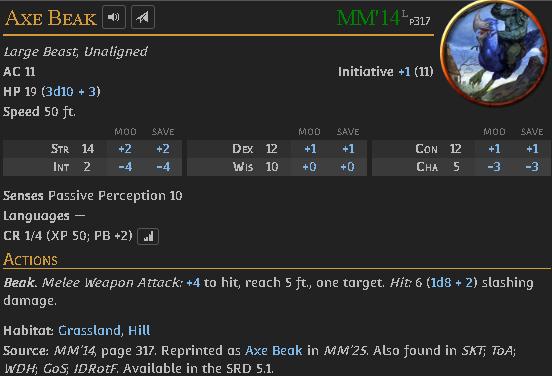 AXE BEAK MM'14 L p317
Large Beast, Unaligned
AC 11 Initiative +1 (11)
HP 19 (3d10 + 3)
Speed 50 ft.
MOD SAVE MOD SAVE MOD SAVE
STR 14 +2 +2 DEX 12 +1 +1 CON 12 +1 +1
INT 2 -4 -4 WIS 10 +0 +0 CHA 5 -3 -3
Senses Passive Perception 10
Languages —
CR 1/4 (XP 50; PB +2)
ACTIONS
Beak. Melee Weapon Attack: +4 to hit, reach 5 ft., one target. Hit: 6 (1d8 + 2) slashing
damage.
Habitat: Grassland, Hill
Source: MM'14, page 317. Reprinted as Axe Beak in MM'25. Also found in SKT; ToA;
WDH; GoS; IDRotF. Available in the SRD 5.1.